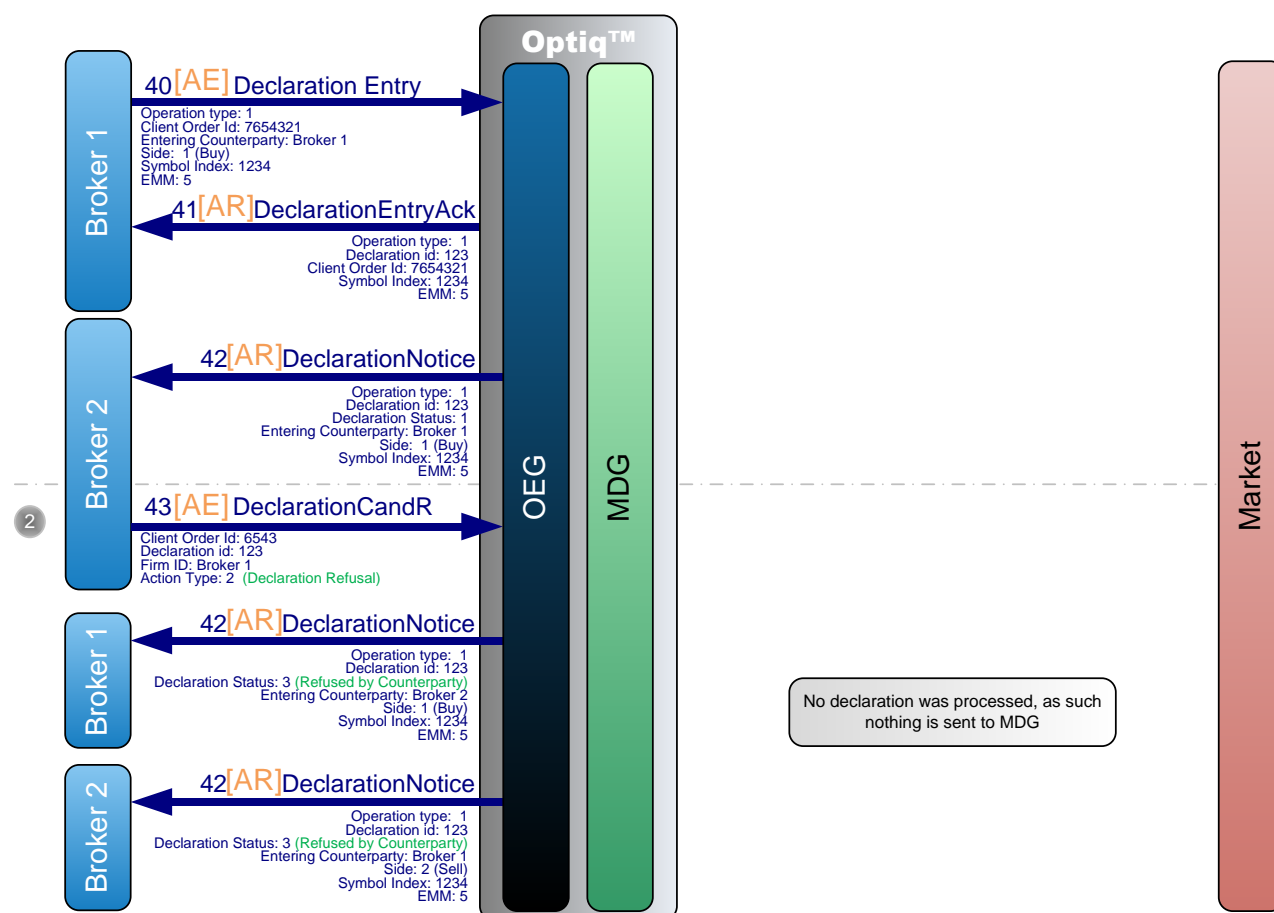 Optiq™
Broker 1
40[AE] Declaration Entry
Operation type: 1
Client Order Id: 7654321
Entering Counterparty: Broker 1
Side:  1 (Buy)
Symbol Index: 1234
EMM: 5
41[AR]DeclarationEntryAck
Operation type:  1
Declaration id: 123
Client Order Id: 7654321
Symbol Index: 1234
EMM: 5
Broker 2
42[AR]DeclarationNotice
Operation type:  1
Declaration id: 123
Declaration Status: 1
Entering Counterparty: Broker 1
Side:  1 (Buy)
Symbol Index: 1234
EMM: 5
2
43[AE] DeclarationCandR
Client Order Id: 6543
Declaration id: 123
Firm ID: Broker 1
Action Type: 2  (Declaration Refusal)
Broker 1
42[AR]DeclarationNotice
Operation type:  1
Declaration id: 123
Declaration Status: 3 (Refused by Counterparty)
Entering Counterparty: Broker 2
Side: 1 (Buy)
Symbol Index: 1234
EMM: 5
Broker 2
42[AR]DeclarationNotice
Operation type:  1
Declaration id: 123
Declaration Status: 3 (Refused by Counterparty)
Entering Counterparty: Broker 1
Side: 2 (Sell)
Symbol Index: 1234
EMM: 5
OEG
MDG
No declaration was processed, as such
nothing is sent to MDG
Market